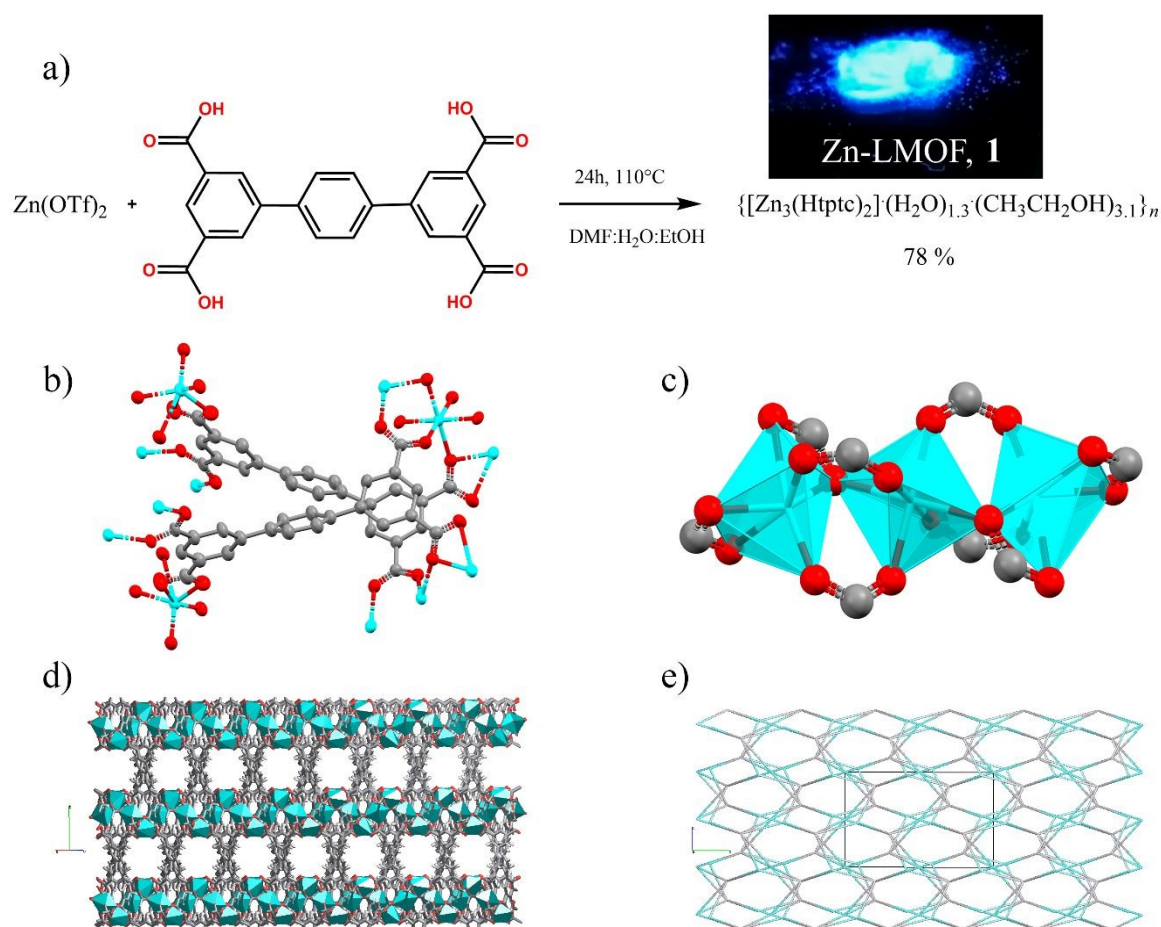 a)
OH
HO
O
O
Zn(OTf)₂ +
O
O
OH
HO
24h, 110°C
DMF:H₂O:EtOH
Zn-LMOF, 1
{[Zn₃(Htptc)₂]·(H₂O)₁.₃·(CH₃CH₂OH)₃.₁}ₙ
78 %
b)
c)
d)
e)